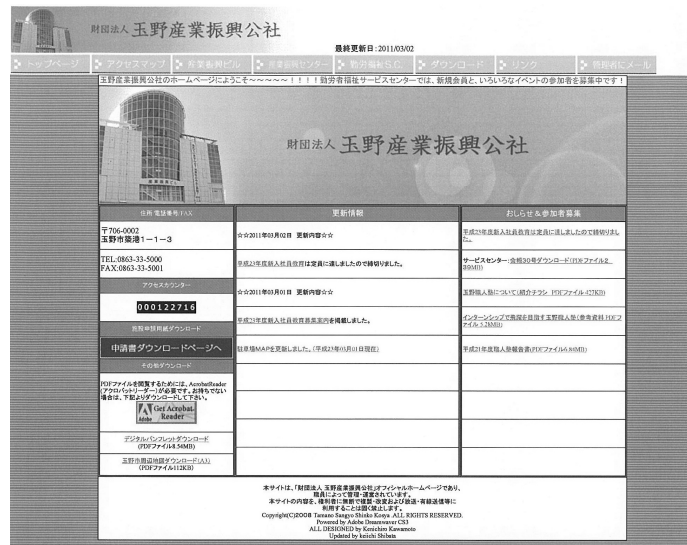 財団法人 玉野産業振興公社
最終更新日:2011/03/02
トップページ アクセスマップ 産業振興ビル 産業振興センター 勤労福祉S.C. ダウンロード リンク 管理者にメール
玉野産業振興公社のホームページにようこそ~~~~~!!!!勤労者福祉サービスセンターでは、新規会員と、いろいろなイベントの参加者を募集中です!
財団法人 玉野産業振興公社
住所 電話番号/FAX
〒706-0002
玉野市築港1-1-3
TEL:0863-33-5000
FAX:0863-33-5001
アクセスカウンター
000122716
施設申請用紙ダウンロード
申請書ダウンロードページへ
その他ダウンロード
PDFファイルを閲覧するためには、AcrobatReader
(アクロバットリーダー)が必要です。お持ちでない
場合は、下記よりダウンロードして下さい。
Get Acrobat
Adobe Reader
デジタルパンフレットダウンロード
(PDFファイル8.54MB)
玉野市周辺地図ダウンロード(A3)
(PDFファイル112KB)
更新情報
☆☆2011年03月02日 更新内容☆☆
平成23年度新人社員教育は定員に達しましたので締切りました。
☆☆2011年03月01日 更新内容☆☆
平成23年度新人社員教育募集案内を掲載しました。
駐車場MAPを更新しました。(平成23年03月01日現在)
おしらせ&参加者募集
平成23年度新人社員教育は定員に達しましたので締切りまし
た。
サービスセンター:会報30号ダウンロード(PDFファイル2.
39MB)
玉野職人祭について(紹介チラシ PDFファイル427KB)
インターンシップで飛躍を目指す玉野職人祭(参考資料 PDFフ
ァイル 5.2MB)
平成21年度職人祭報告書(PDFファイル6.84MB)
本サイトは、「財団法人 玉野産業振興公社」オフィシャルホームページであり、
職員によって管理・運営されています。
本サイトの内容を、権利者に無断で複製・改変および放送・有線送信等に
利用することは固く禁止します。
Copyright(C)2008 Tamano Sangyo Shinko Kosya .ALL RIGHTS RESERVED.
Powered by Adobe Dreamwaver CS3
ALL DESIGNED by Kenichiro Kawamoto
Updated by keiichi Shibata